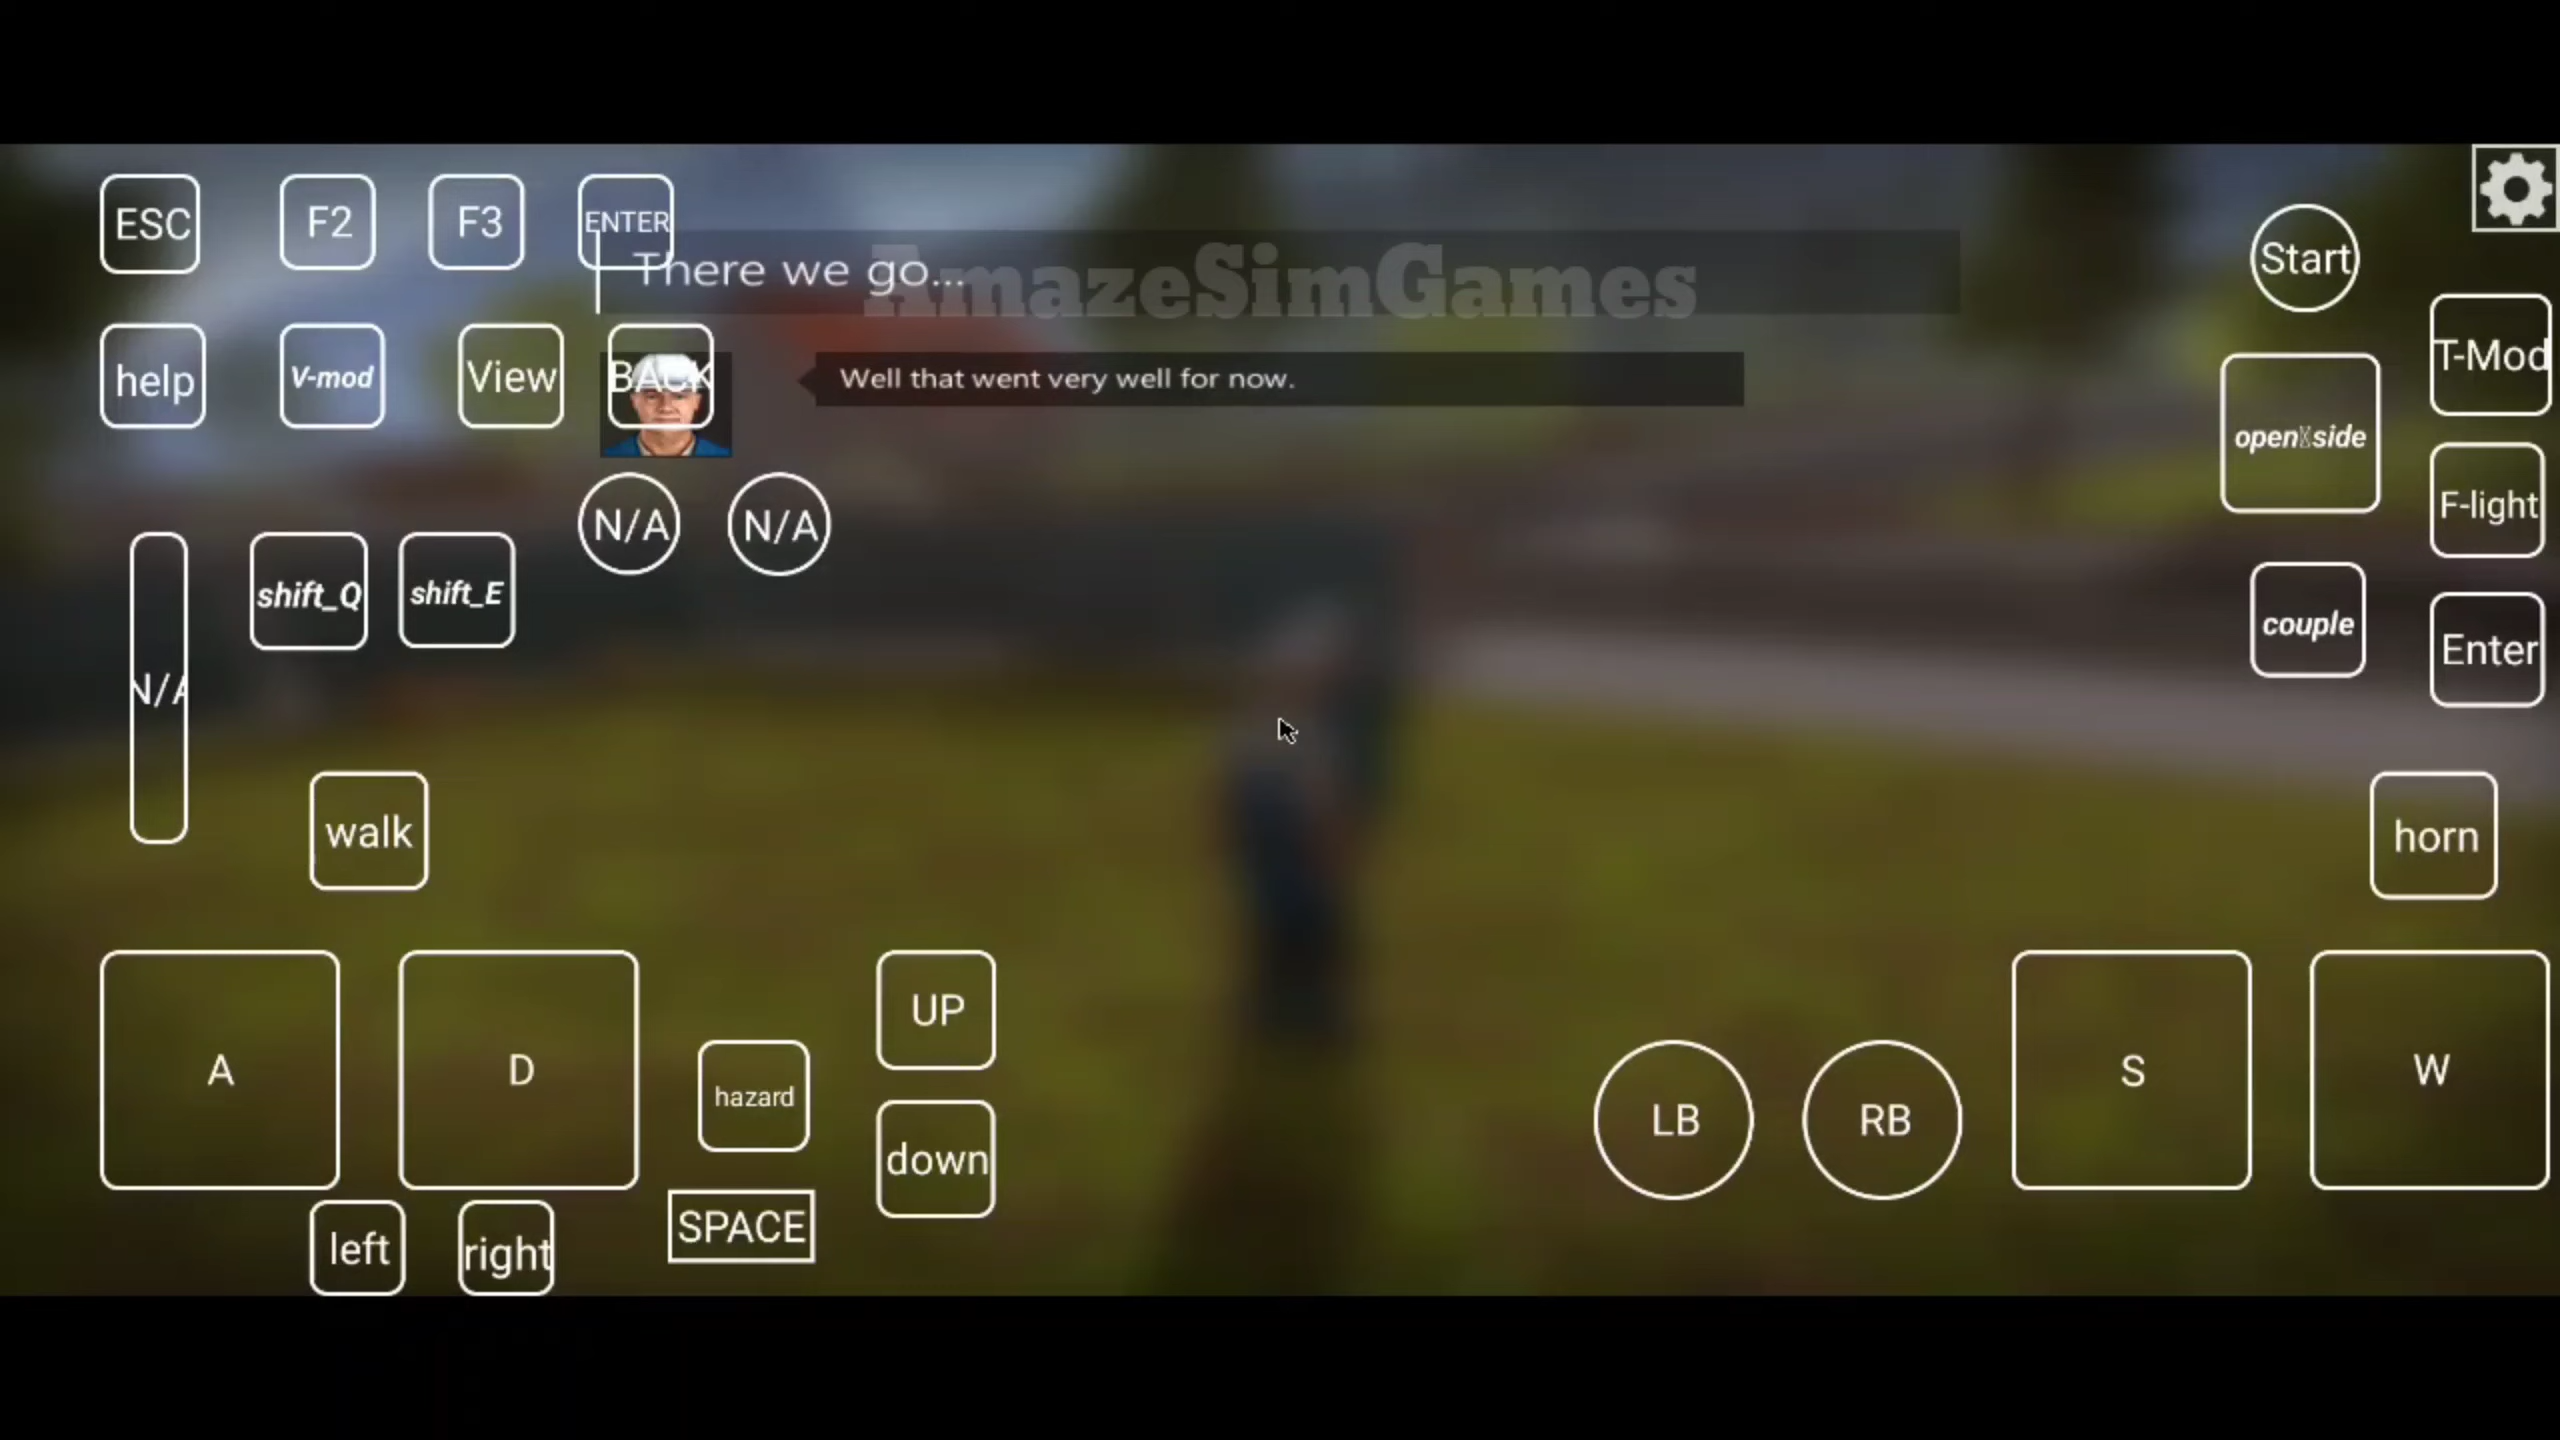 ESC
F2
F3
ENTER
There we go...
AmazeSimGames
Start
help
V-mod
View
BACK
Well that went very well for now.
T-Mod
open side
F-light
N/A
N/A
shift_Q
shift_E
couple
Enter
N/A
walk
horn
A
D
UP
hazard
down
LB
RB
S
W
left
right
SPACE